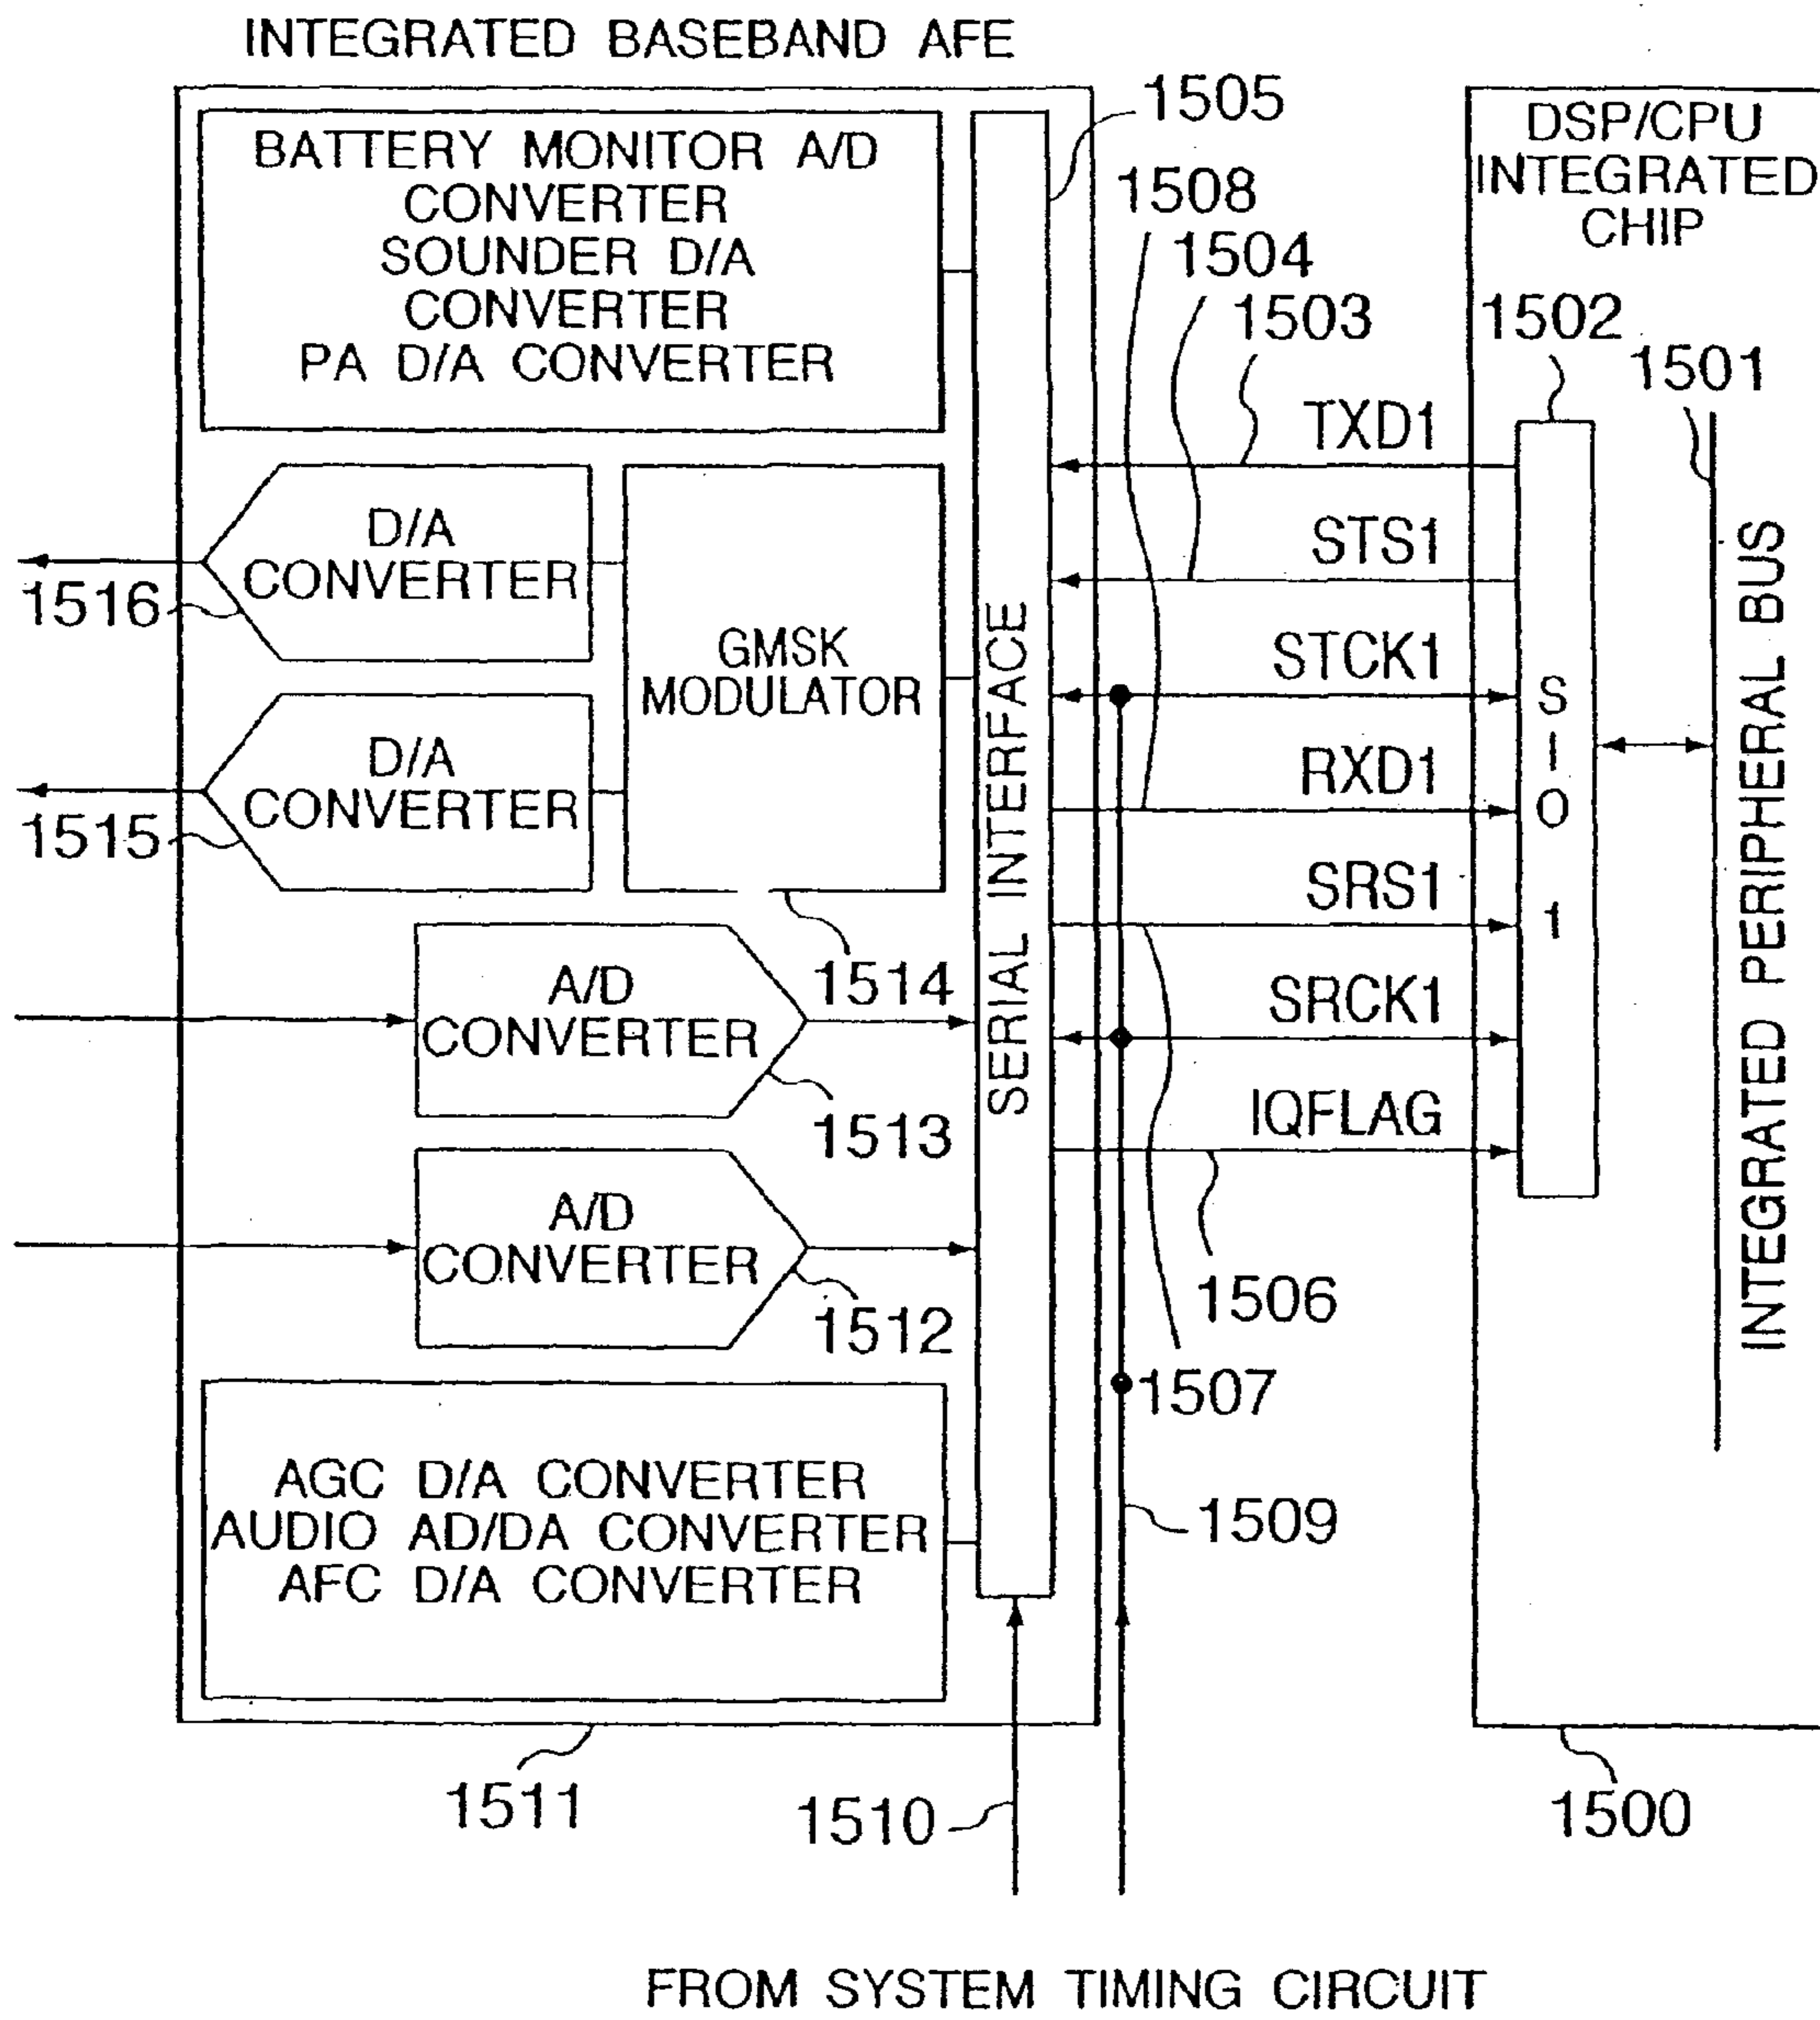 INTEGRATED BASEBAND AFE
1505
DSP/CPU
INTEGRATED
CHIP
BATTERY MONITOR A/D
CONVERTER
SOUNDER D/A
CONVERTER
PA D/A CONVERTER
1508
1504
1503
1502
1501
TXD1
STS1
STCK1
RXD1
SRS1
SRCK1
IQFLAG
SIO 1
INTEGRATED PERIPHERAL BUS
SERIAL INTERFACE
D/A
CONVERTER
1516
GMSK
MODULATOR
D/A
CONVERTER
1515
1514
A/D
CONVERTER
1513
A/D
CONVERTER
1512
1506
1507
AGC D/A CONVERTER
AUDIO AD/DA CONVERTER
AFC D/A CONVERTER
1509
1511
1510
1500
FROM SYSTEM TIMING CIRCUIT